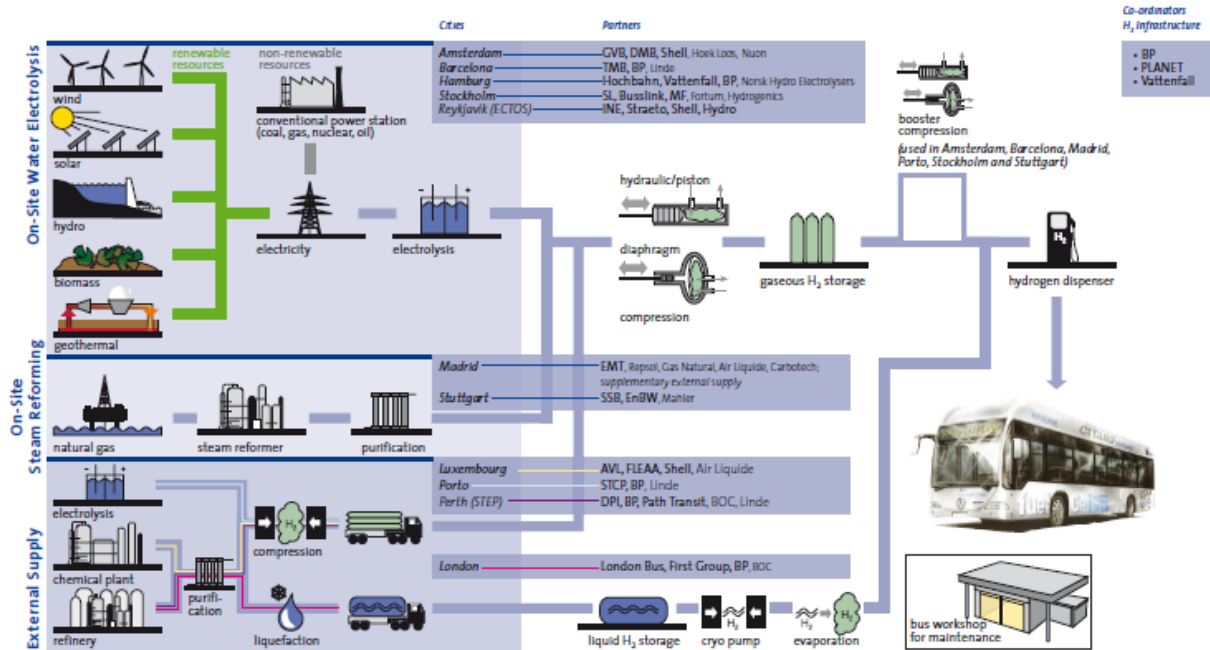 Cities
Partners
Co-ordinators
H₂ Infrastructure
• BP
• PLANET
• Vattenfall
On-Site Water Electrolysis
renewable
resources
non-renewable
resources
wind
solar
hydro
biomass
geothermal
conventional power station
(coal, gas, nuclear, oil)
electricity
- +
electrolysis
Amsterdam GVB, DMB, Shell, Hoek Loos, Nuon
Barcelona TMB, BP, Linde
Hamburg Hochbahn, Vattenfall, BP, Norsk Hydro Electrolysers
Stockholm SL, Busslink, MF, Fortum, Hydrogenics
Reykjavik (ECTOS) INE, Straeto, Shell, Hydro
hydraulic/piston
diaphragm
compression
gaseous H₂ storage
booster
compression
(used in Amsterdam, Barcelona, Madrid,
Porto, Stockholm and Stuttgart)
H₂
hydrogen dispenser
On-Site
Steam Reforming
natural gas
steam reformer
purification
Madrid EMT, Repsol, Gas Natural, Air Liquide, Carbotech;
supplementary external supply
Stuttgart SSB, EnBW, Mahler
External Supply
- +
electrolysis
chemical plant
refinery
purifi-
cation
H₂
compression
liquefaction
Luxembourg AVL, FLEAA, Shell, Air Liquide
Porto STCP, BP, Linde
Perth (STEP) DPI, BP, Path Transit, BOC, Linde
London London Bus, First Group, BP, BOC
liquid H₂ storage
H₂
cryo pump
H₂
H₂
evaporation
CITARO
fuel
bus workshop
for maintenance